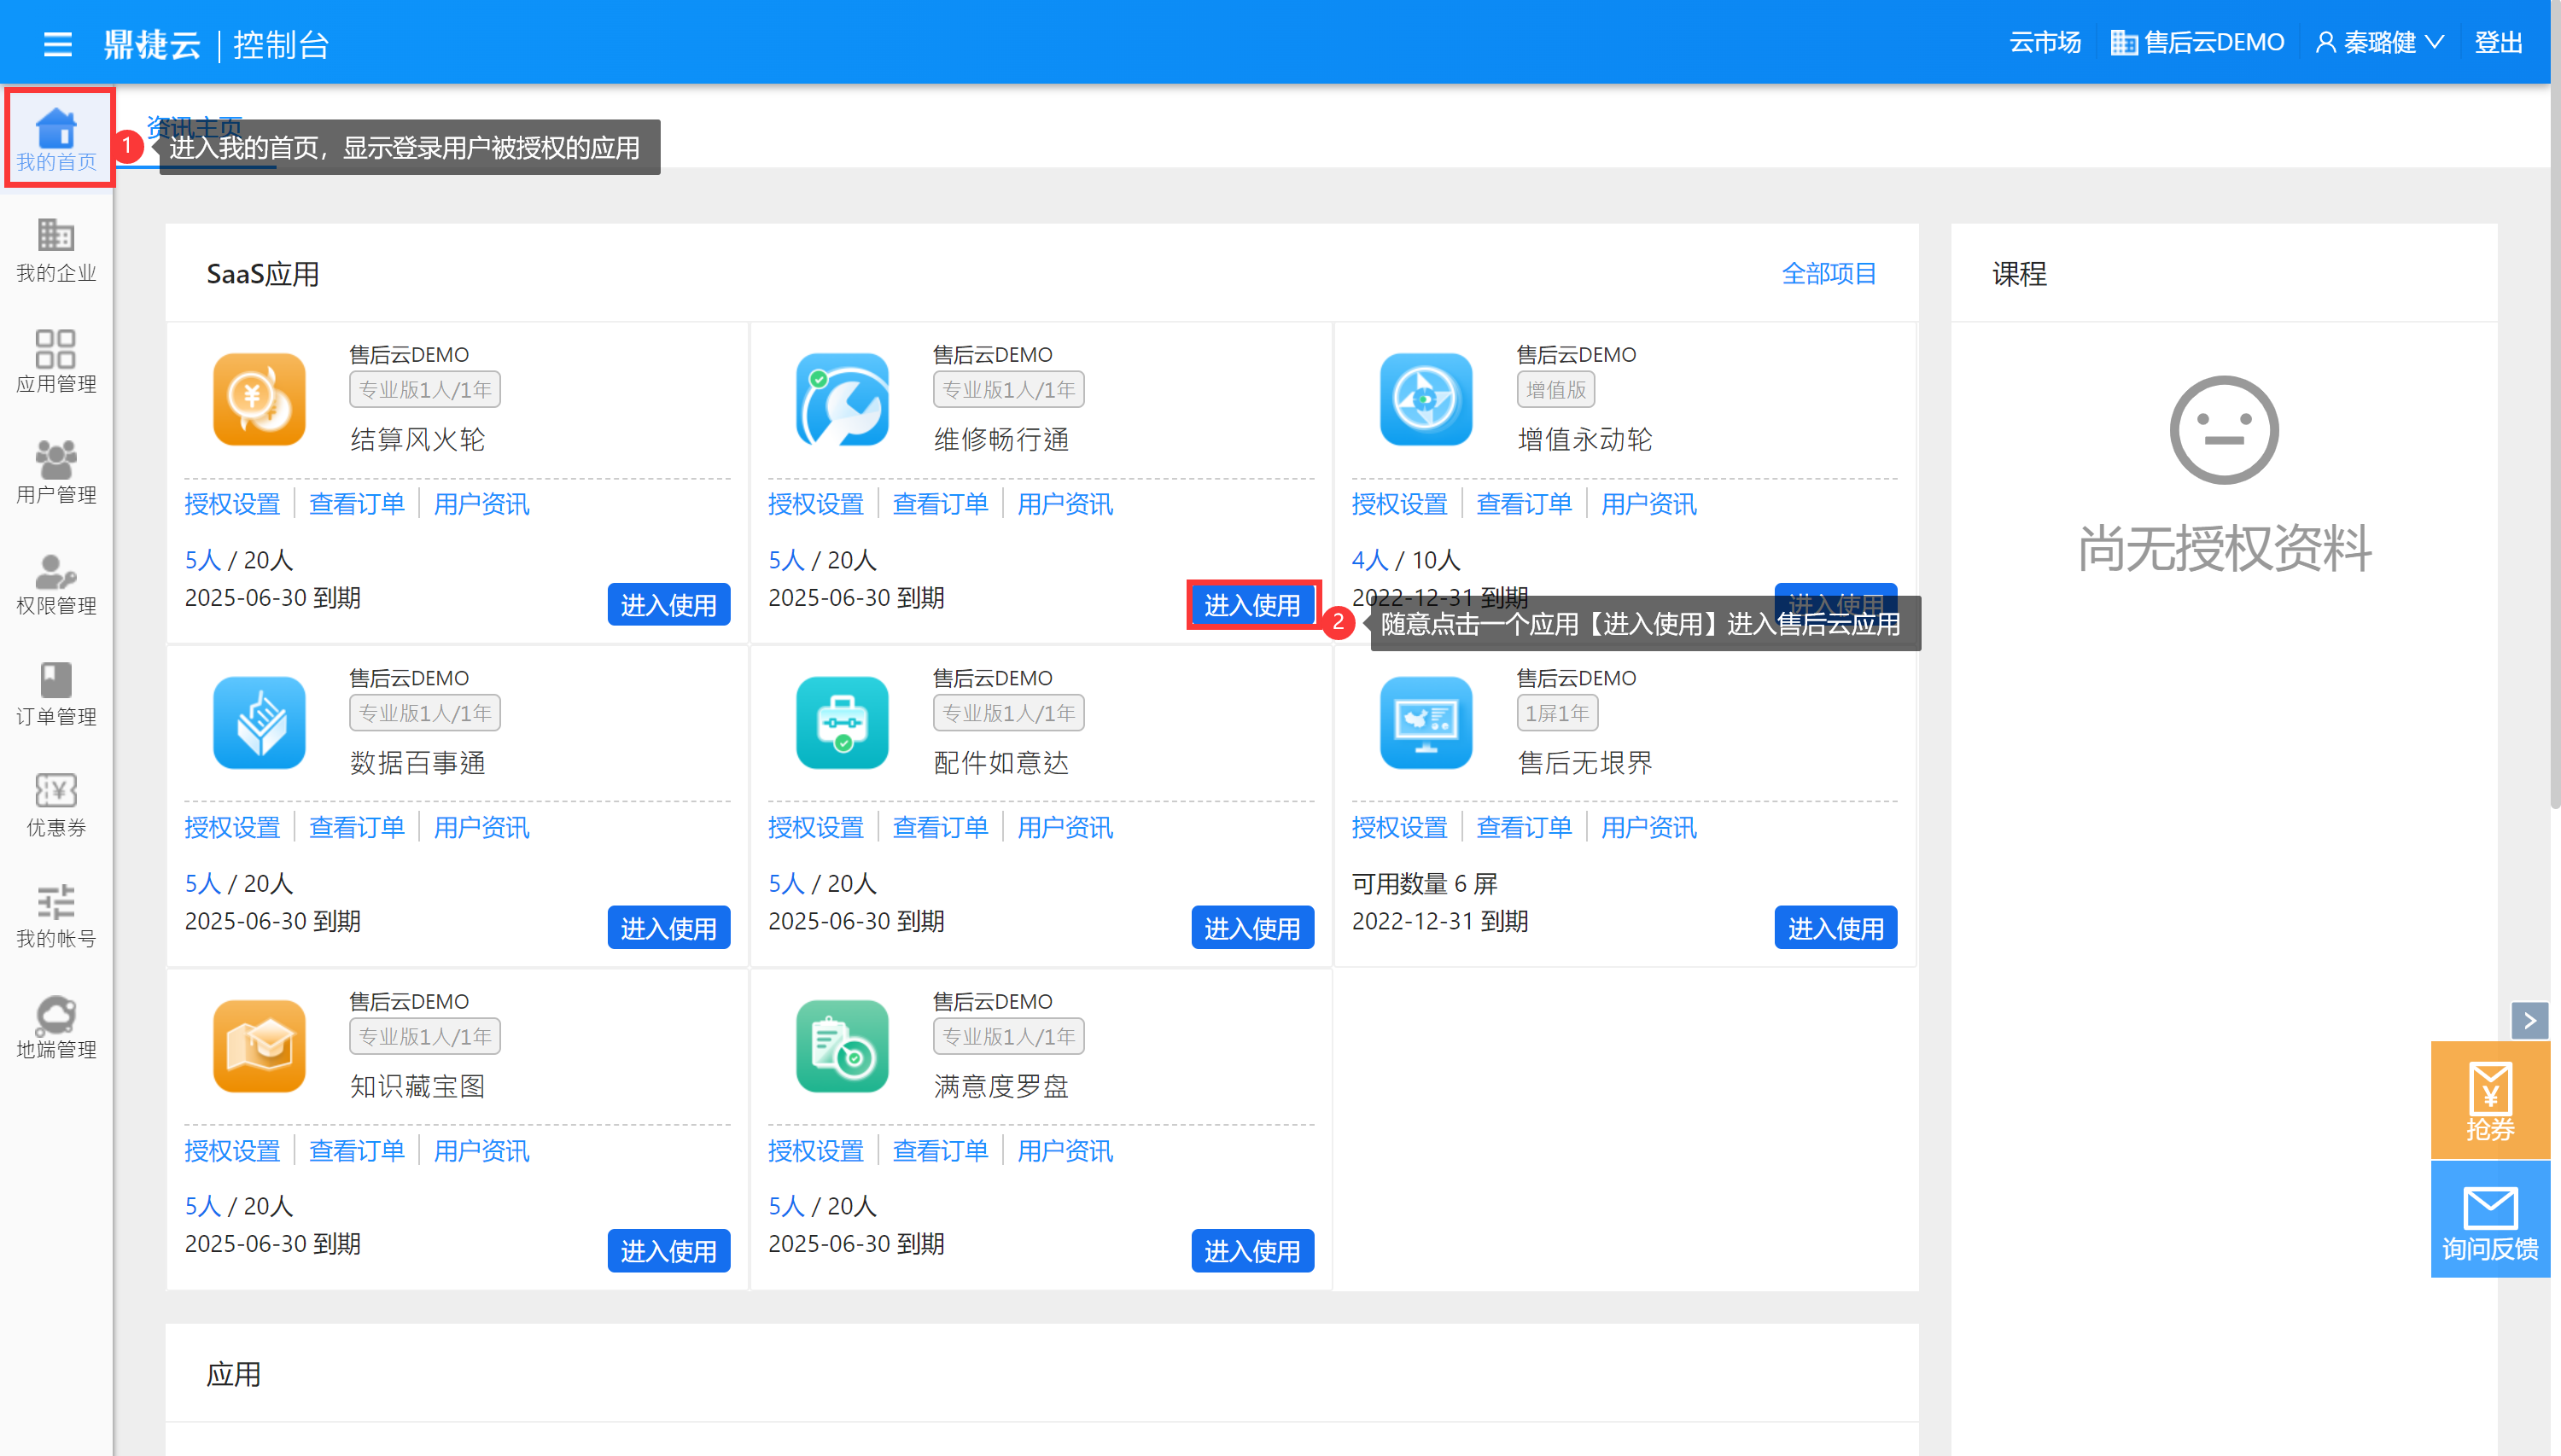 鼎捷云 | 控制台
云市场
售后云DEMO
秦璐健
登出
我的首页
我的企业
应用管理
用户管理
权限管理
订单管理
优惠券
我的帐号
地端管理
资讯主页
1
进入我的首页，显示登录用户被授权的应用
SaaS应用
全部项目
售后云DEMO
专业版1人/1年
结算风火轮
授权设置 查看订单 用户资讯
5人 / 20人
2025-06-30 到期
进入使用
售后云DEMO
专业版1人/1年
维修畅行通
授权设置 查看订单 用户资讯
5人 / 20人
2025-06-30 到期
进入使用
售后云DEMO
增值版
增值永动轮
授权设置 查看订单 用户资讯
4人 / 10人
2022-12-31 到期
进入使用
2
随意点击一个应用【进入使用】进入售后云应用
售后云DEMO
专业版1人/1年
数据百事通
授权设置 查看订单 用户资讯
5人 / 20人
2025-06-30 到期
进入使用
售后云DEMO
专业版1人/1年
配件如意达
授权设置 查看订单 用户资讯
5人 / 20人
2025-06-30 到期
进入使用
售后云DEMO
1屏1年
售后无垠界
授权设置 查看订单 用户资讯
可用数量 6 屏
2022-12-31 到期
进入使用
售后云DEMO
专业版1人/1年
知识藏宝图
授权设置 查看订单 用户资讯
5人 / 20人
2025-06-30 到期
进入使用
售后云DEMO
专业版1人/1年
满意度罗盘
授权设置 查看订单 用户资讯
5人 / 20人
2025-06-30 到期
进入使用
应用
课程
尚无授权资料
抢券
询问反馈